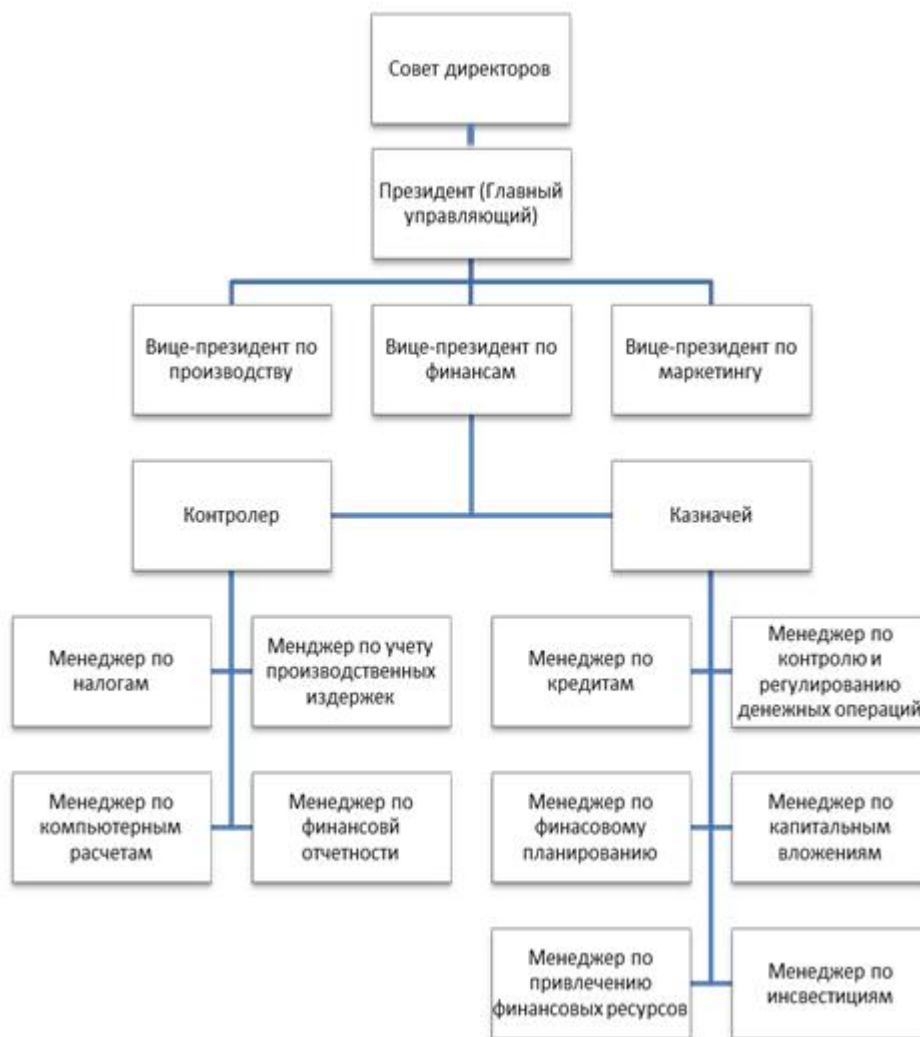 Совет директоров
Президент (Главный
управляющий)
Вице-президент по
производству
Вице-президент по
финансам
Вице-президент по
маркетингу
Контролер
Казначей
Менеджер по
налогам
Менджер по учету
производственных
издержек
Менеджер по
кредитам
Менеджер по
контролю и
регулированию
денежных операций
Менеджер по
компьютерным
расчетам
Менеджер по
финансовй
отчетности
Менеджер по
финасовому
планированию
Менеджер по
капитальным
вложениям
Менеджер по
привлечению
финансовых ресурсов
Менеджер по
инсвестициям